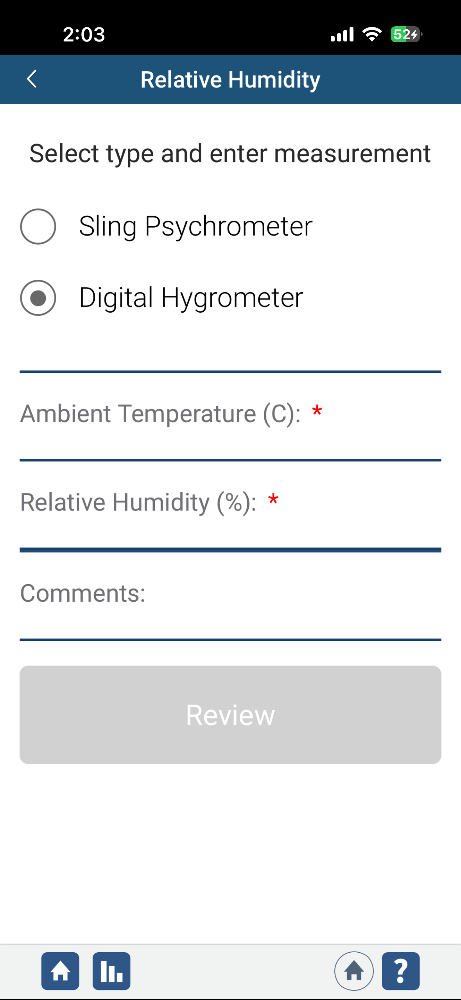 2:03
52
Relative Humidity
Select type and enter measurement
Sling Psychrometer
Digital Hygrometer
Ambient Temperature (C): *
Relative Humidity (%): *
Comments:
Review
?